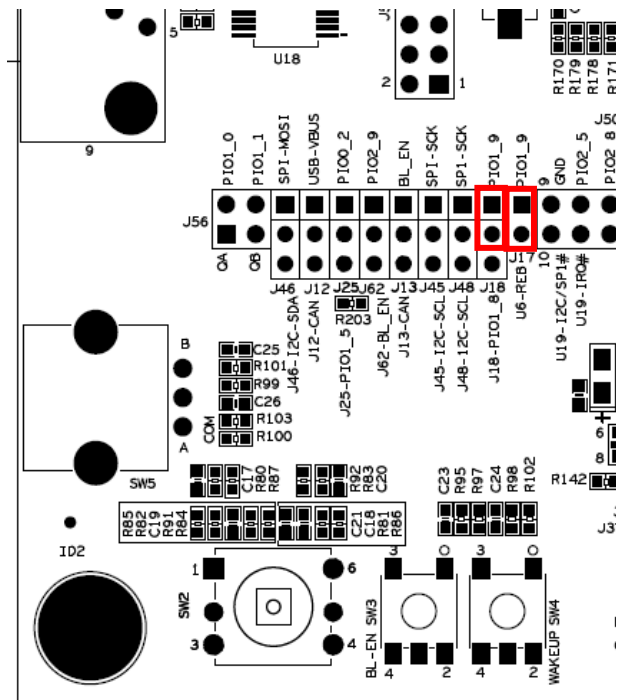 5
U18
2
1
R170
R179
R178
R171
9
J50
PIO1_0
PIO1_1
SPI-MOSI
USB-VBUS
PIO0_2
PIO2_9
BL_EN
SPI-SCK
SP1-SCK
PIO1_9
PIO1_9
9
GND
PIO2_5
PIO2_8
J56
QA
QB
J46
J12
J25
J62
J13
J45
J48
J18
J17
10
R203
J46-I2C-SDA
J12-CAN
J25-PIO1_5
J62-BL_EN
J13-CAN
J45-I2C-SCL
J48-I2C-SCL
J18-PIO1_8
U6-REB
U19-I2C/SP1#
U19-IRQ#
B
C25
R101
R99
C26
COM
R103
A
R100
+
6
8
SW5
C17
R80
R87
R92
R83
C20
C23
R95
R97
C24
R98
R102
R142
R85
R82
C19
R91
R84
C21
C18
R81
R86
J3
ID2
1
6
SW2
3
4
3
O
BL-EN SW3
4
2
3
O
WAKEUP SW4
4
2